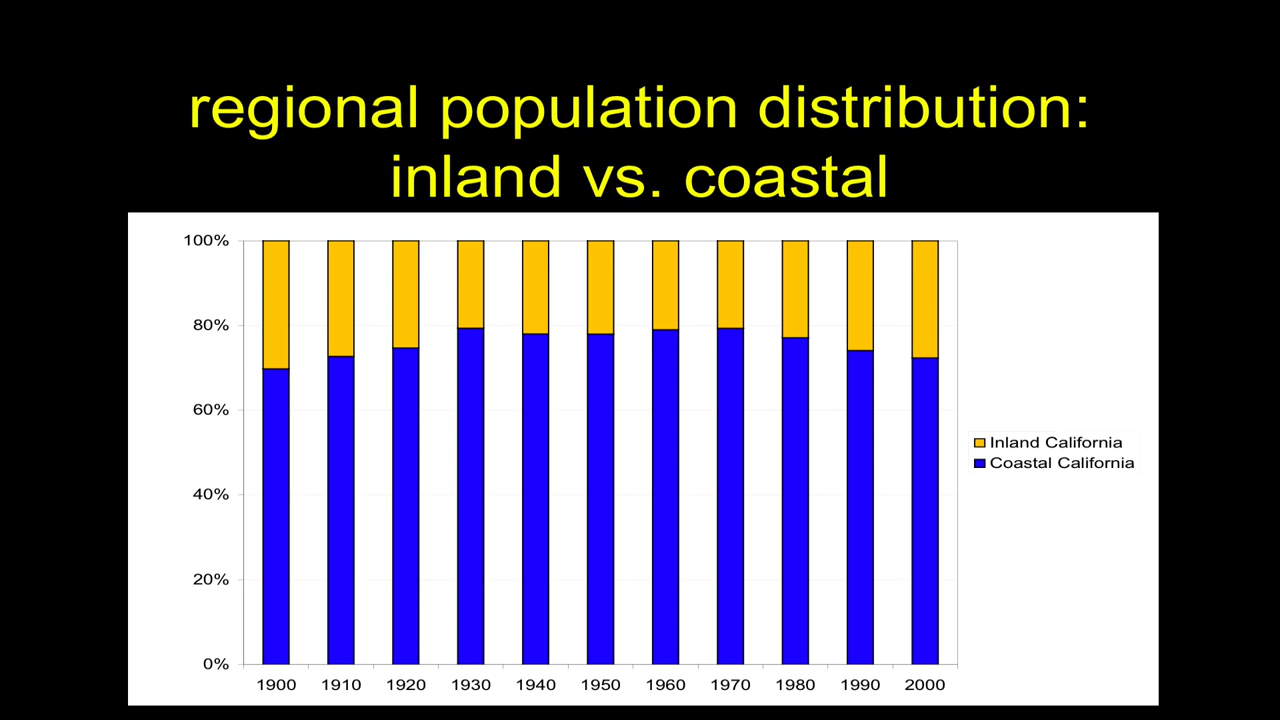 regional population distribution:
inland vs. coastal
100%
80%
60%
40%
20%
0%
1900 1910 1920 1930 1940 1950 1960 1970 1980 1990 2000
Inland California
Coastal California